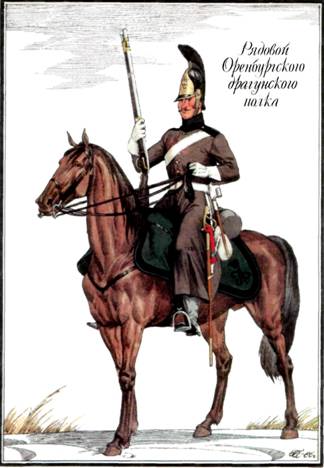 Рядовой
Оренбургского
драгунского
полка